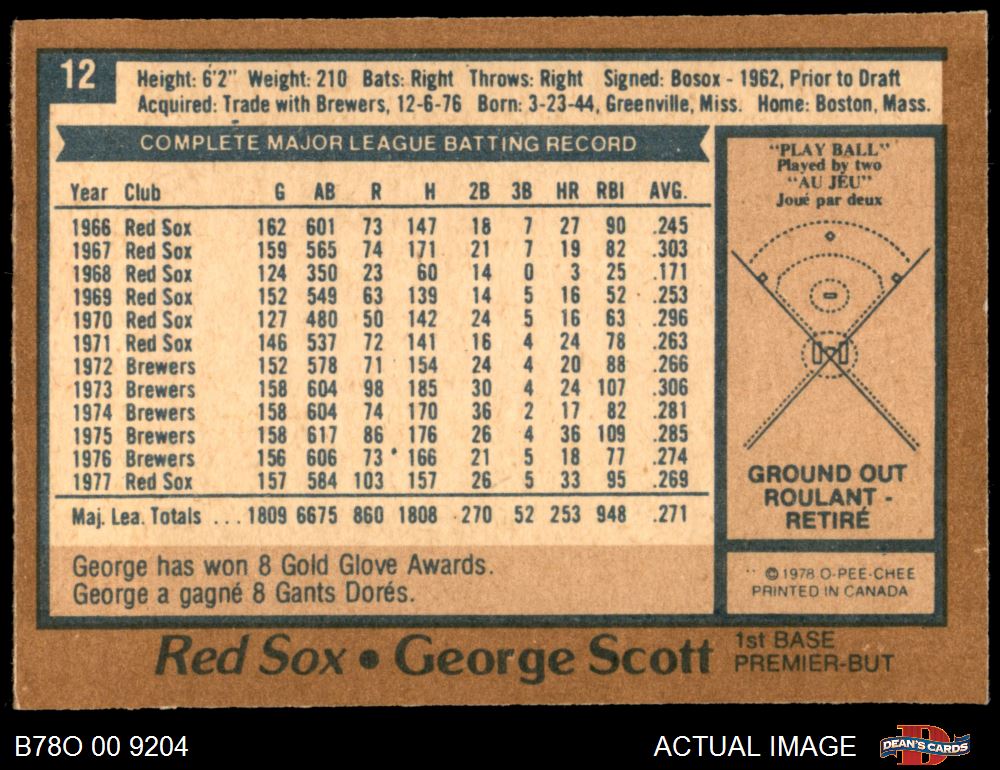 12
Height: 6'2" Weight: 210 Bats: Right Throws: Right Signed: Bosox - 1962, Prior to Draft
Acquired: Trade with Brewers, 12-6-76 Born: 3-23-44, Greenville, Miss. Home: Boston, Mass.
COMPLETE MAJOR LEAGUE BATTING RECORD
Year Club G AB R H 2B 3B HR RBI AVG.
1966 Red Sox 162 601 73 147 18 7 27 90 .245
1967 Red Sox 159 565 74 171 21 7 19 82 .303
1968 Red Sox 124 350 23 60 14 0 3 25 .171
1969 Red Sox 152 549 63 139 14 5 16 52 .253
1970 Red Sox 127 480 50 142 24 5 16 63 .296
1971 Red Sox 146 537 72 141 16 4 24 78 .263
1972 Brewers 152 578 71 154 24 4 20 88 .266
1973 Brewers 158 604 98 185 30 4 24 107 .306
1974 Brewers 158 604 74 170 36 2 17 82 .281
1975 Brewers 158 617 86 176 26 4 36 109 .285
1976 Brewers 156 606 73 166 21 5 18 77 .274
1977 Red Sox 157 584 103 157 26 5 33 95 .269
Maj. Lea. Totals ... 1809 6675 860 1808 270 52 253 948 .271
George has won 8 Gold Glove Awards.
George a gagné 8 Gants Dorés.
"PLAY BALL"
Played by two
"AU JEU"
Joué par deux
GROUND OUT
ROULANT -
RETIRÉ
© 1978 O-PEE-CHEE
PRINTED IN CANADA
Red Sox • George Scott
1st BASE
PREMIER-BUT
B78O 00 9204
ACTUAL IMAGE
DEAN'S CARDS